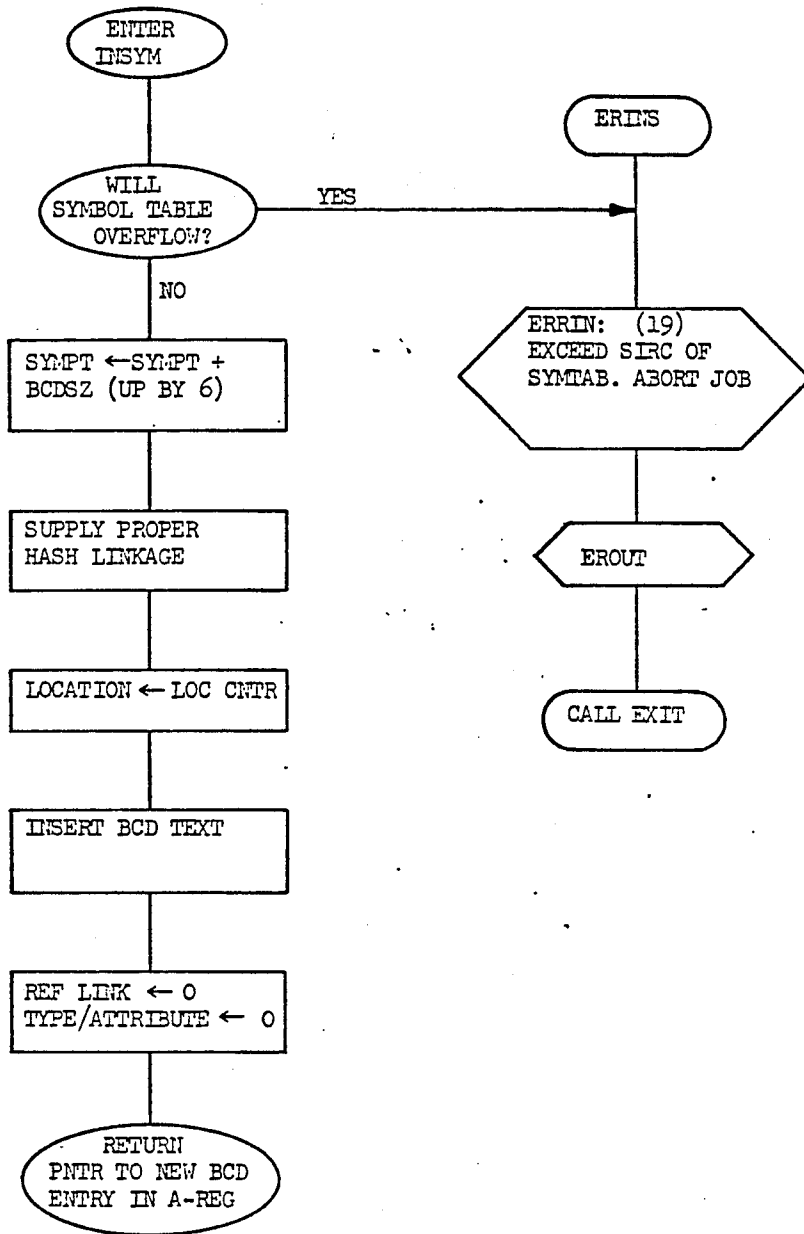 ENTER
INSYM
WILL
SYMBOL TABLE
OVERFLOW?
YES
NO
SYMPT ← SYMPT +
BCDSZ (UP BY 6)
SUPPLY PROPER
HASH LINKAGE
LOCATION ← LOC CNTR
INSERT BCD TEXT
REF LINK ← 0
TYPE/ATTRIBUTE ← 0
RETURN
PNTR TO NEW BCD
ENTRY IN A-REG
ERINS
ERRIN: (19)
EXCEED SIRC OF
SYMTAB. ABORT JOB
EROUT
CALL EXIT